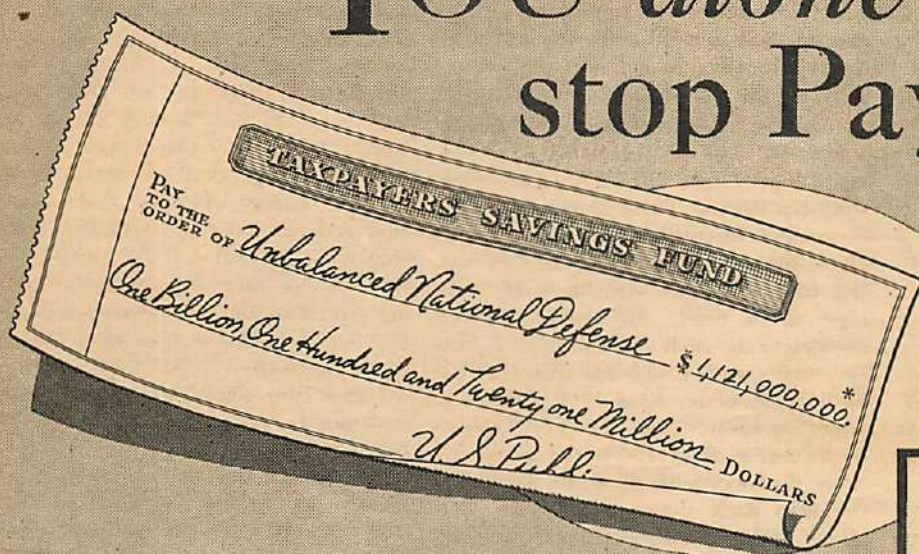 YOU alone
stop Pay
TAXPAYERS SAVINGS FUND
PAY
TO THE
ORDER OF Unbalanced National Defense $1,121,000,000.*
One Billion, One Hundred and Twenty one Million DOLLARS
U. S. Publ.